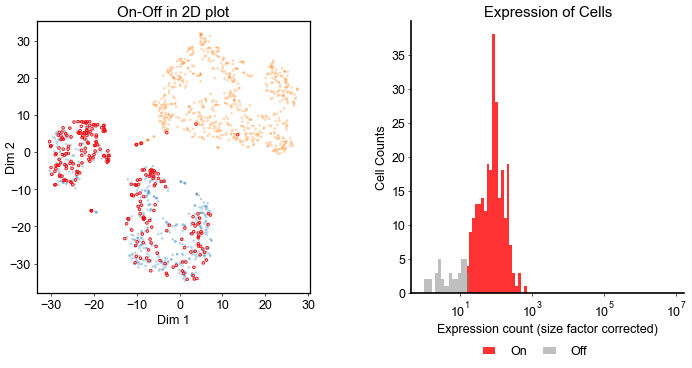 On-Off in 2D plot
Expression of Cells
Dim 2
30
20
10
0
−10
−20
−30
−30 −20 −10 0 10 20 30
Dim 1
Cell Counts
35
30
25
20
15
10
5
0
10^1 10^3 10^5 10^7
Expression count (size factor corrected)
On Off